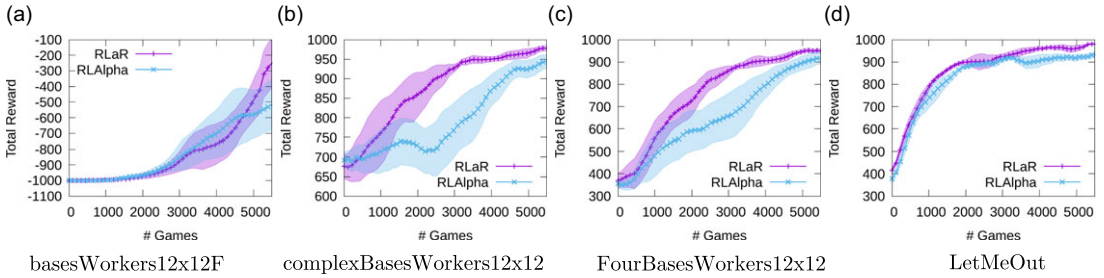 (a)
(b)
(c)
(d)
Total Reward
-100
-200
-300
-400
-500
-600
-700
-800
-900
-1000
-1100
RLaR
RLAlpha
0 1000 2000 3000 4000 5000
# Games
basesWorkers12x12F
Total Reward
1000
950
900
850
800
750
700
650
600
RLaR
RLAlpha
0 1000 2000 3000 4000 5000
# Games
complexBasesWorkers12x12
Total Reward
1000
900
800
700
600
500
400
300
RLaR
RLAlpha
0 1000 2000 3000 4000 5000
# Games
FourBasesWorkers12x12
Total Reward
1000
900
800
700
600
500
400
300
RLaR
RLAlpha
0 1000 2000 3000 4000 5000
# Games
LetMeOut